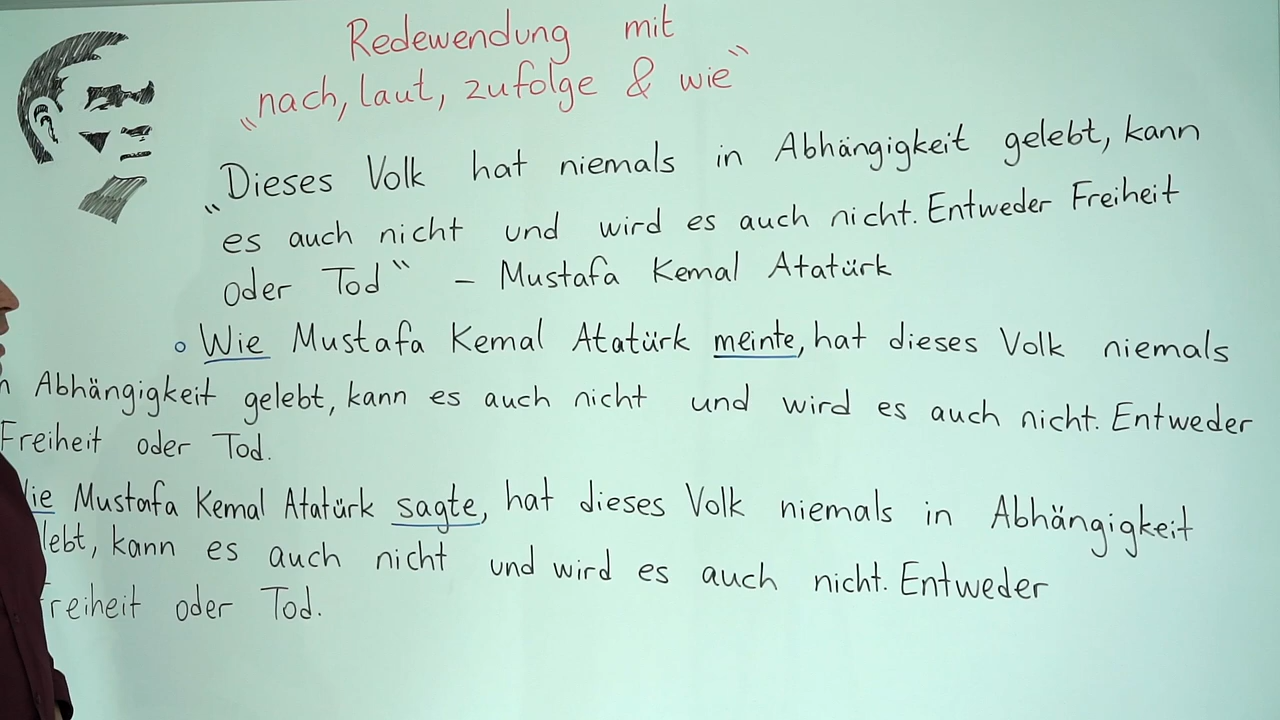 Redewendung mit
„nach, laut, zufolge & wie“
„Dieses Volk hat niemals in Abhängigkeit gelebt, kann
es auch nicht und wird es auch nicht. Entweder Freiheit
oder Tod“ – Mustafa Kemal Atatürk
◦ Wie Mustafa Kemal Atatürk meinte, hat dieses Volk niemals
n Abhängigkeit gelebt, kann es auch nicht und wird es auch nicht. Entweder
Freiheit oder Tod.
ie Mustafa Kemal Atatürk sagte, hat dieses Volk niemals in Abhängigkeit
lebt, kann es auch nicht und wird es auch nicht. Entweder
reiheit oder Tod.